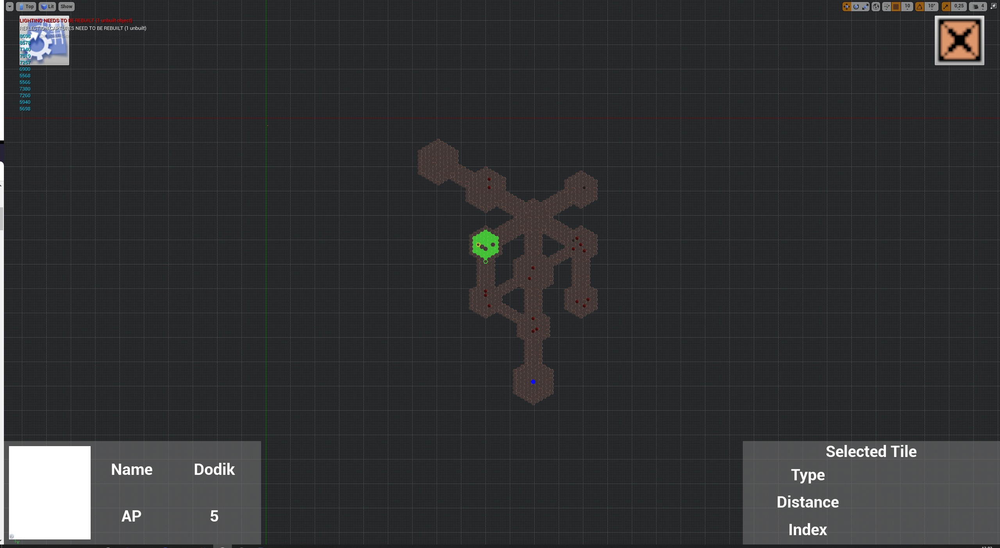 Top Lit Show 10 10° 0,25 4
LIGHTING NEEDS TO BE REBUILT (1 unbuilt object)
REFLECTION CAPTURES NEED TO BE REBUILT (1 unbuilt)
8698
8578
7140
7019
7257
6900
5568
5566
7380
7260
5940
5698
Name Dodik
AP 5
Selected Tile
Type
Distance
Index
Y